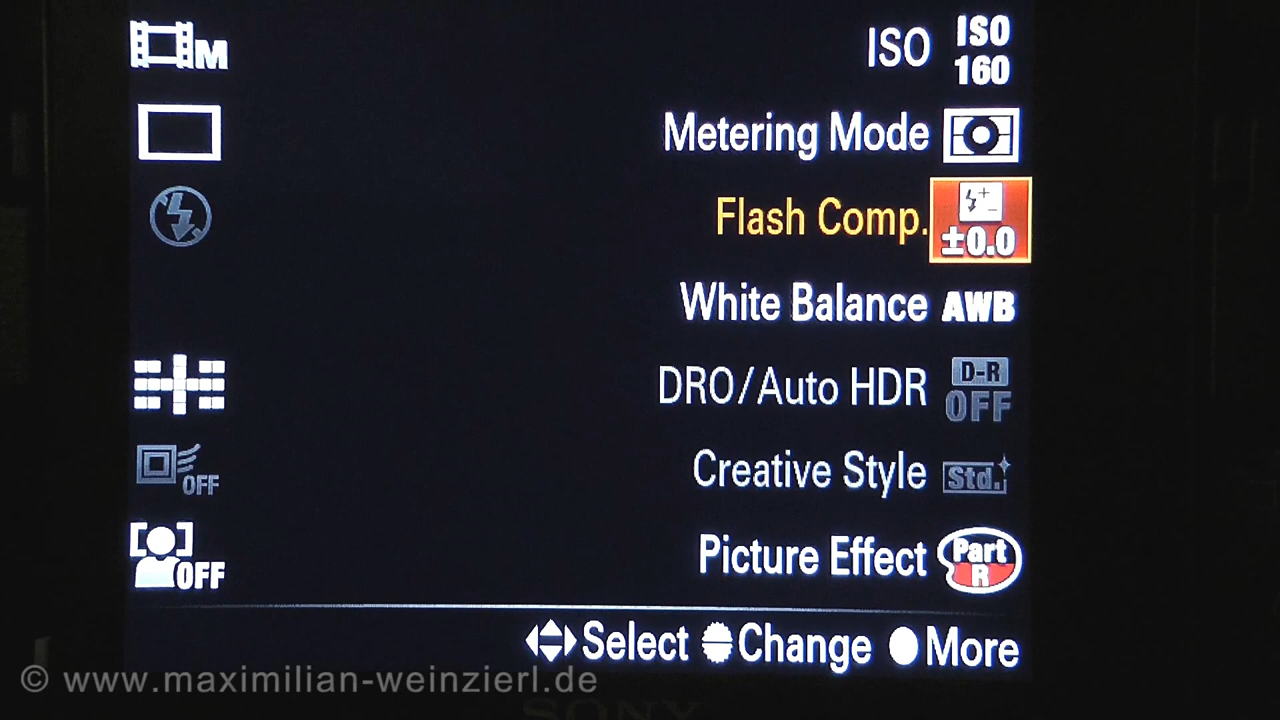 M
ISO ISO 160
Metering Mode
Flash Comp. ±0.0
White Balance AWB
DRO/Auto HDR D-R OFF
OFF Creative Style Std.
OFF Picture Effect Part R
Select Change More
© www.maximilian-weinzierl.de
SONY